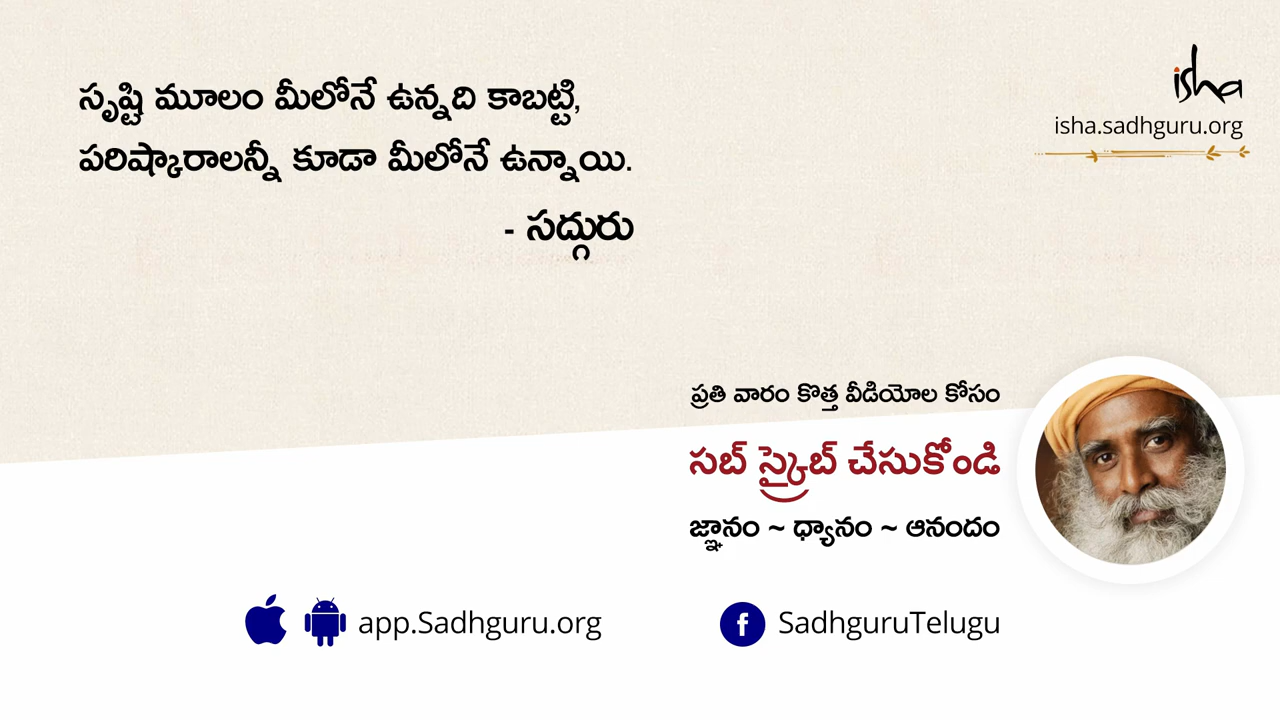 సృష్టి మూలం మీలోనే ఉన్నది కాబట్టి,
పరిష్కారాలన్నీ కూడా మీలోనే ఉన్నాయి.
- సద్గురు
isha
isha.sadhguru.org
ప్రతి వారం కొత్త వీడియోల కోసం
సబ్ స్క్రైబ్ చేసుకోండి
జ్ఞానం ~ ధ్యానం ~ ఆనందం
app.Sadhguru.org
SadhguruTelugu